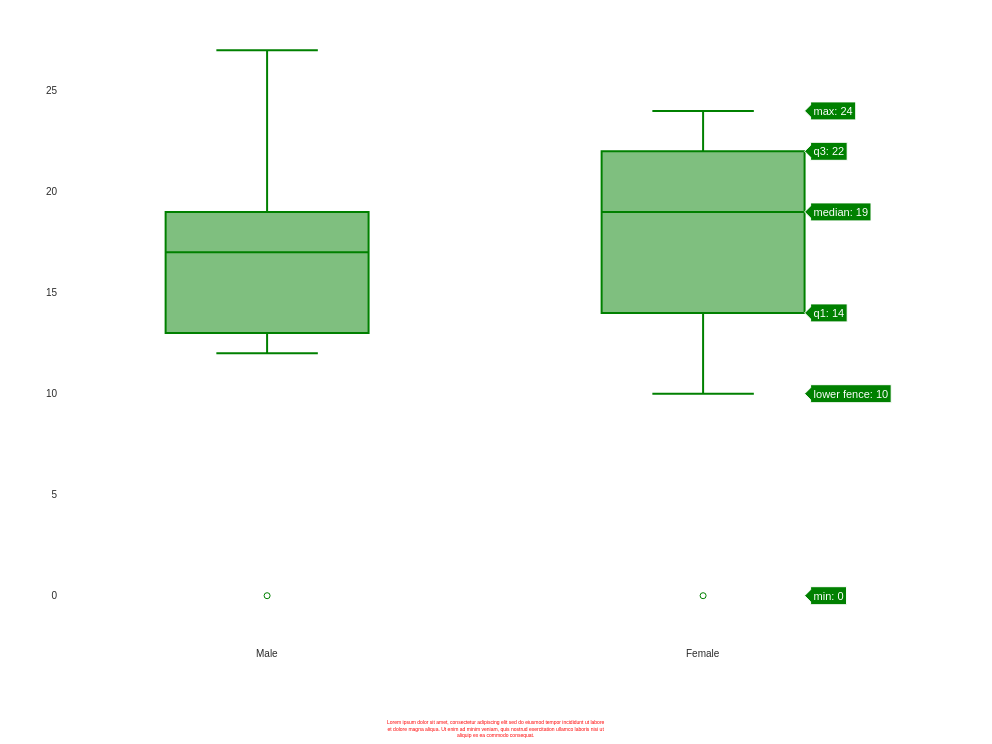 25
20
15
10
5
0
max: 24
q3: 22
median: 19
q1: 14
lower fence: 10
min: 0
Male
Female
Lorem ipsum dolor sit amet, consectetur adipiscing elit sed do eiusmod tempor incididunt ut labore
et dolore magna aliqua. Ut enim ad minim veniam, quis nostrud exercitation ullamco laboris nisi ut
aliquip ex ea commodo consequat.